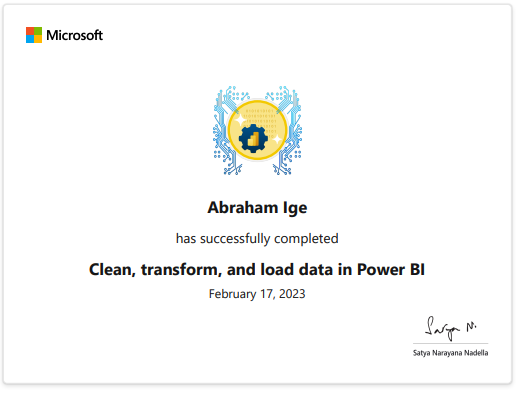 Microsoft
Abraham Ige
has successfully completed
Clean, transform, and load data in Power BI
February 17, 2023
Satya N.
Satya Narayana Nadella